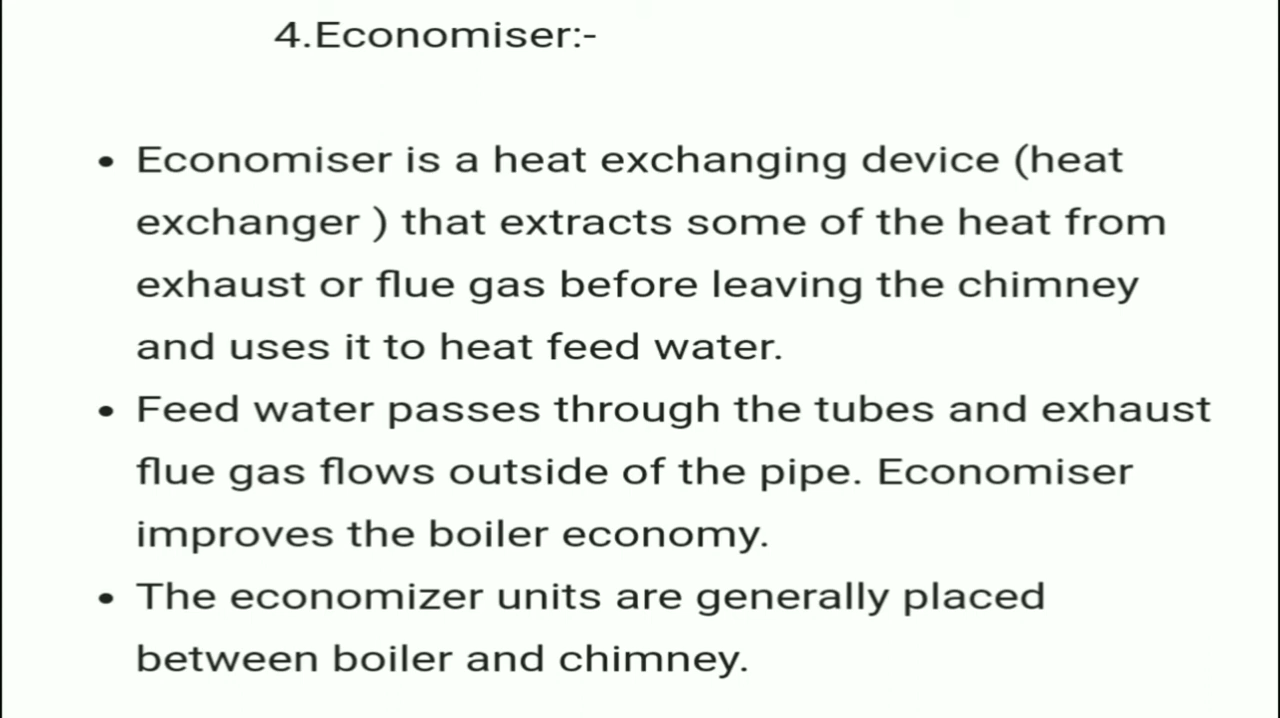 4.Economiser:-
• Economiser is a heat exchanging device (heat
exchanger ) that extracts some of the heat from
exhaust or flue gas before leaving the chimney
and uses it to heat feed water.
• Feed water passes through the tubes and exhaust
flue gas flows outside of the pipe. Economiser
improves the boiler economy.
• The economizer units are generally placed
between boiler and chimney.